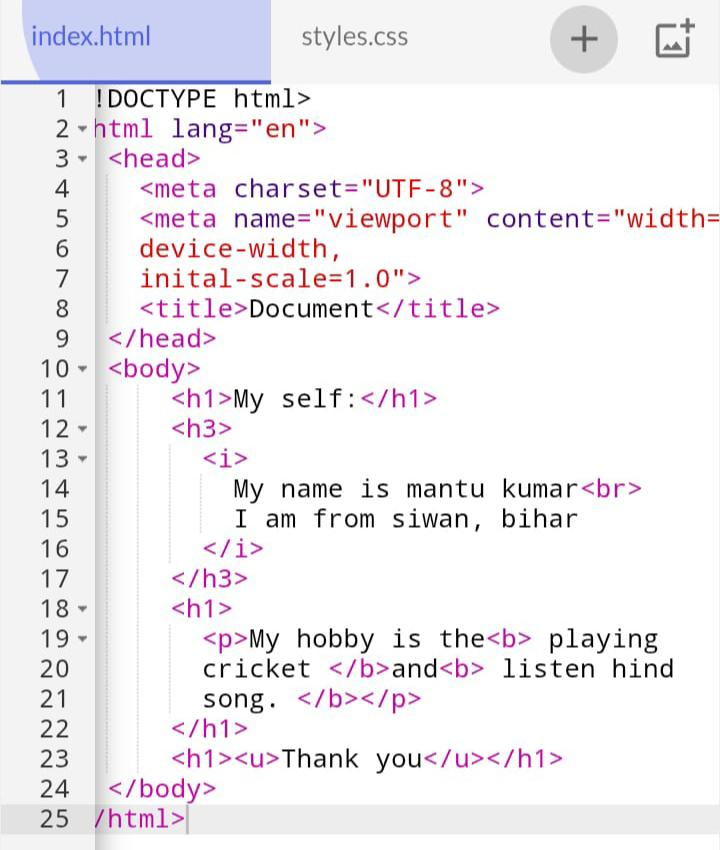 index.html
styles.css
1 !DOCTYPE html>
2 html lang="en">
3 <head>
4 <meta charset="UTF-8">
5 <meta name="viewport" content="width=
6 device-width,
7 inital-scale=1.0">
8 <title>Document</title>
9 </head>
10 <body>
11 <h1>My self:</h1>
12 <h3>
13 <i>
14 My name is mantu kumar<br>
15 I am from siwan, bihar
16 </i>
17 </h3>
18 <h1>
19 <p>My hobby is the<b> playing
20 cricket </b>and<b> listen hind
21 song. </b></p>
22 </h1>
23 <h1><u>Thank you</u></h1>
24 </body>
25 /html>